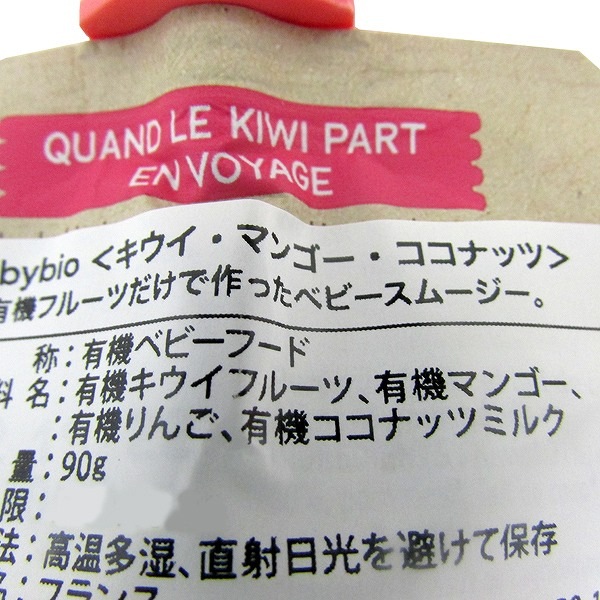 QUAND LE KIWI PART
EN VOYAGE
bybio <キウイ・マンゴー・ココナッツ>
有機フルーツだけで作ったベビースムージー。
称：有機ベビーフード
料名：有機キウイフルーツ、有機マンゴー、
：有機りんご、有機ココナッツミルク
量：90g
限：
法：高温多湿、直射日光を避けて保存
名：フランス